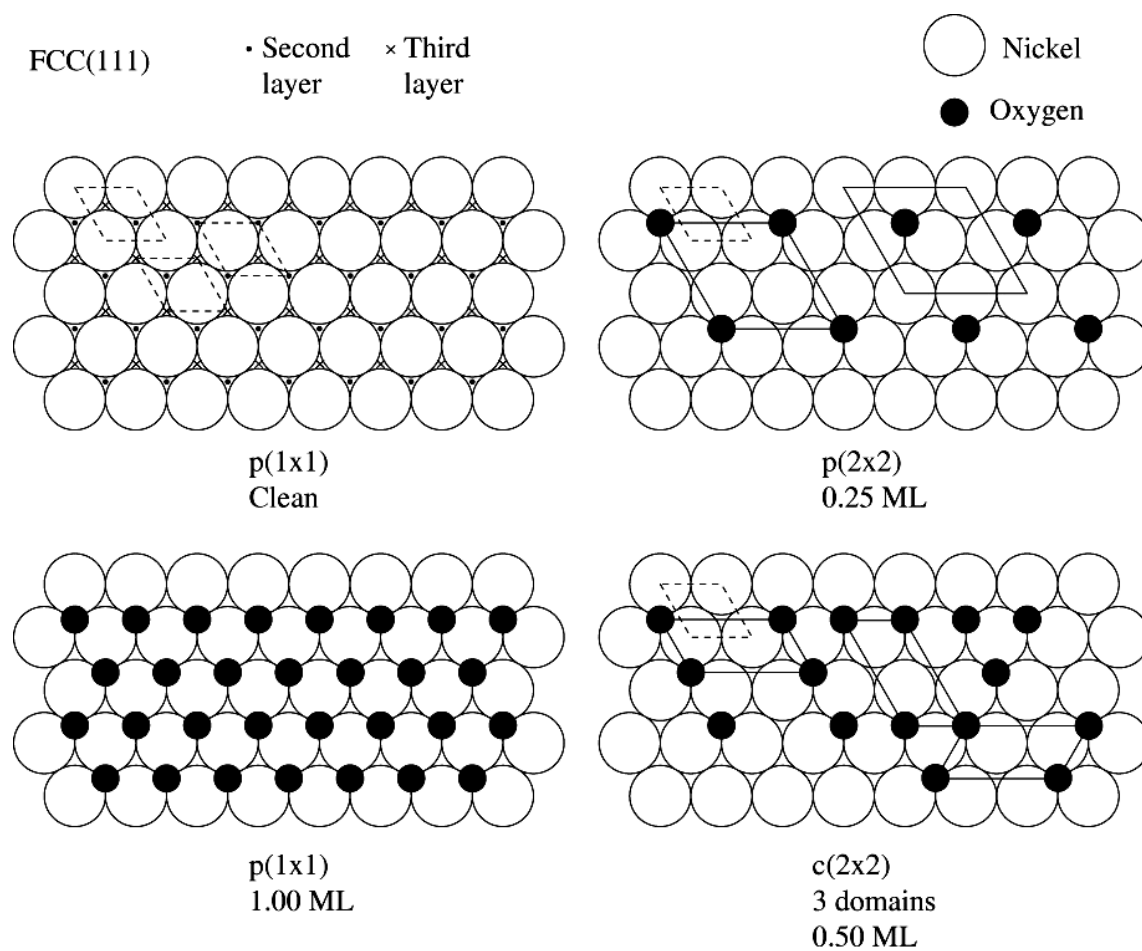 FCC(111)
• Second layer
× Third layer
Nickel
Oxygen
p(1x1)
Clean
p(2x2)
0.25 ML
p(1x1)
1.00 ML
c(2x2)
3 domains
0.50 ML